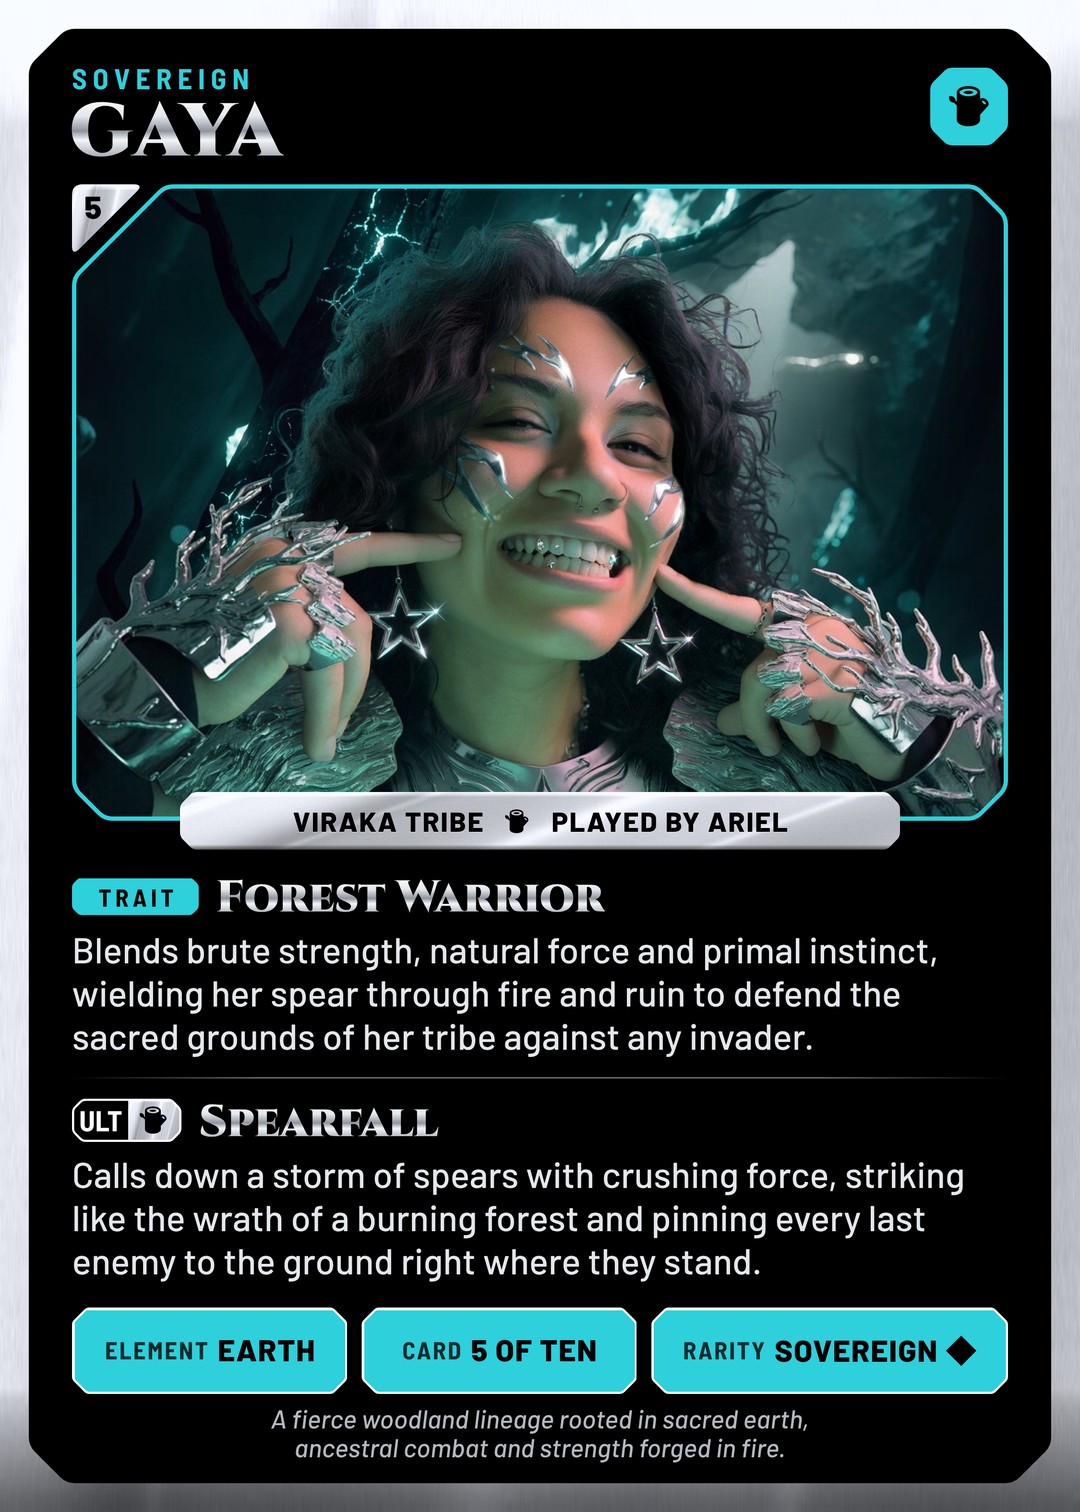 SOVEREIGN
GAYA
5
VIRAKA TRIBE PLAYED BY ARIEL
TRAIT FOREST WARRIOR
Blends brute strength, natural force and primal instinct,
wielding her spear through fire and ruin to defend the
sacred grounds of her tribe against any invader.
ULT SPEARFALL
Calls down a storm of spears with crushing force, striking
like the wrath of a burning forest and pinning every last
enemy to the ground right where they stand.
ELEMENT EARTH CARD 5 OF TEN RARITY SOVEREIGN
A fierce woodland lineage rooted in sacred earth,
ancestral combat and strength forged in fire.